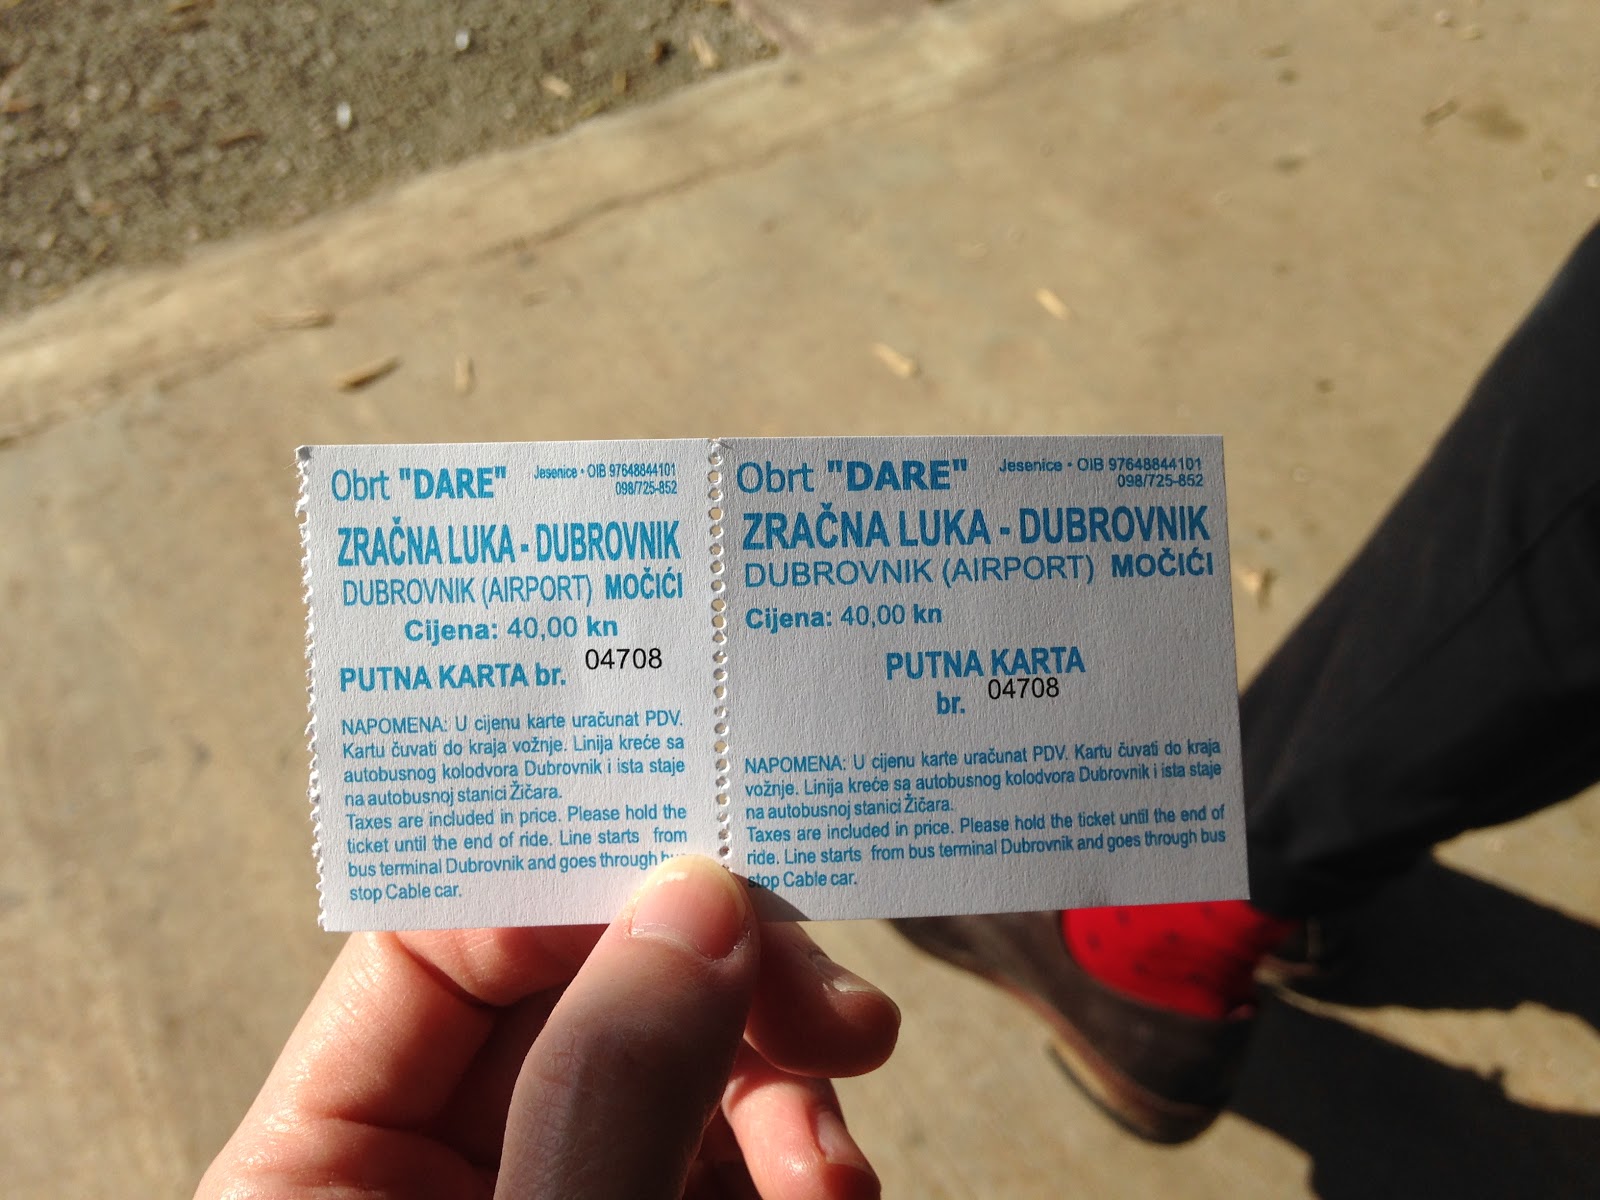 Obrt "DARE"
Jesenice • OIB 97648844101
098/725-852
ZRAČNA LUKA - DUBROVNIK
DUBROVNIK (AIRPORT) MOČIĆI
Cijena: 40,00 kn
PUTNA KARTA br. 04708
NAPOMENA: U cijenu karte uračunat PDV.
Kartu čuvati do kraja vožnje. Linija kreće sa
autobusnog kolodvora Dubrovnik i ista staje
na autobusnoj stanici Žičara.
Taxes are included in price. Please hold the
ticket until the end of ride. Line starts from
bus terminal Dubrovnik and goes through
stop Cable car.
Obrt "DARE"
Jesenice • OIB 97648844101
098/725-852
ZRAČNA LUKA - DUBROVNIK
DUBROVNIK (AIRPORT) MOČIĆI
Cijena: 40,00 kn
PUTNA KARTA
br. 04708
NAPOMENA: U cijenu karte uračunat PDV. Kartu čuvati do kraja
vožnje. Linija kreće sa autobusnog kolodvora Dubrovnik i ista staje
na autobusnoj stanici Žičara.
Taxes are included in price. Please hold the ticket until the end of
ride. Line starts from bus terminal Dubrovnik and goes through bus
stop Cable car.